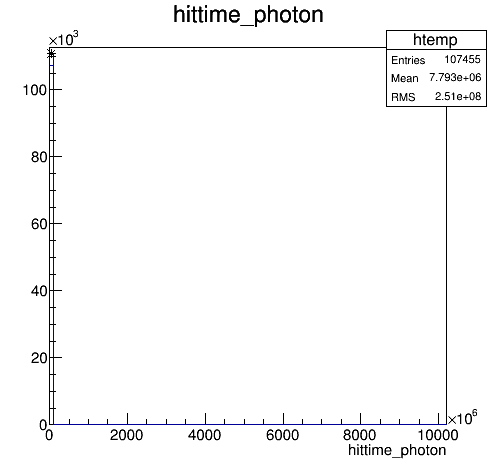 hittime_photon
×10³
htemp
Entries 107455
Mean 7.793e+06
RMS 2.51e+08
100
80
60
40
20
0
0 2000 4000 6000 8000 10000 ×10⁶
hittime_photon